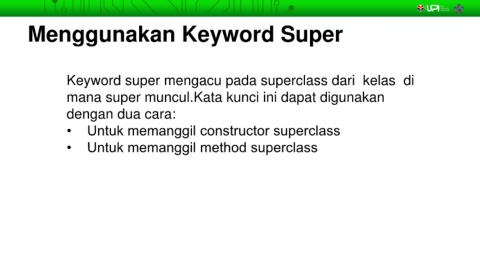 UPI
Menggunakan Keyword Super
Keyword super mengacu pada superclass dari kelas di
mana super muncul.Kata kunci ini dapat digunakan
dengan dua cara:
• Untuk memanggil constructor superclass
• Untuk memanggil method superclass